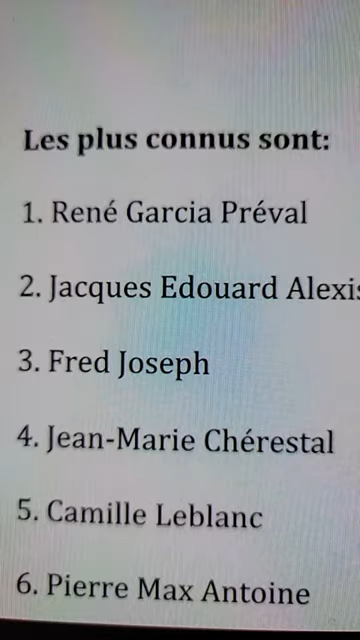 Les plus connus sont:
1. René Garcia Préval
2. Jacques Edouard Alexis
3. Fred Joseph
4. Jean-Marie Chérestal
5. Camille Leblanc
6. Pierre Max Antoine